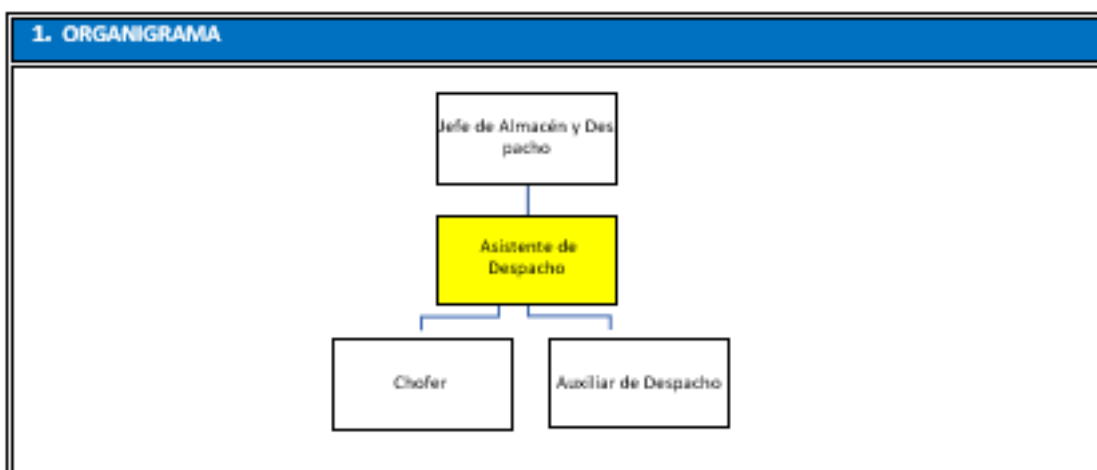 1. ORGANIGRAMA
Jefe de Almacén y Des
pacho
Asistente de
Despacho
Chofer
Auxiliar de Despacho